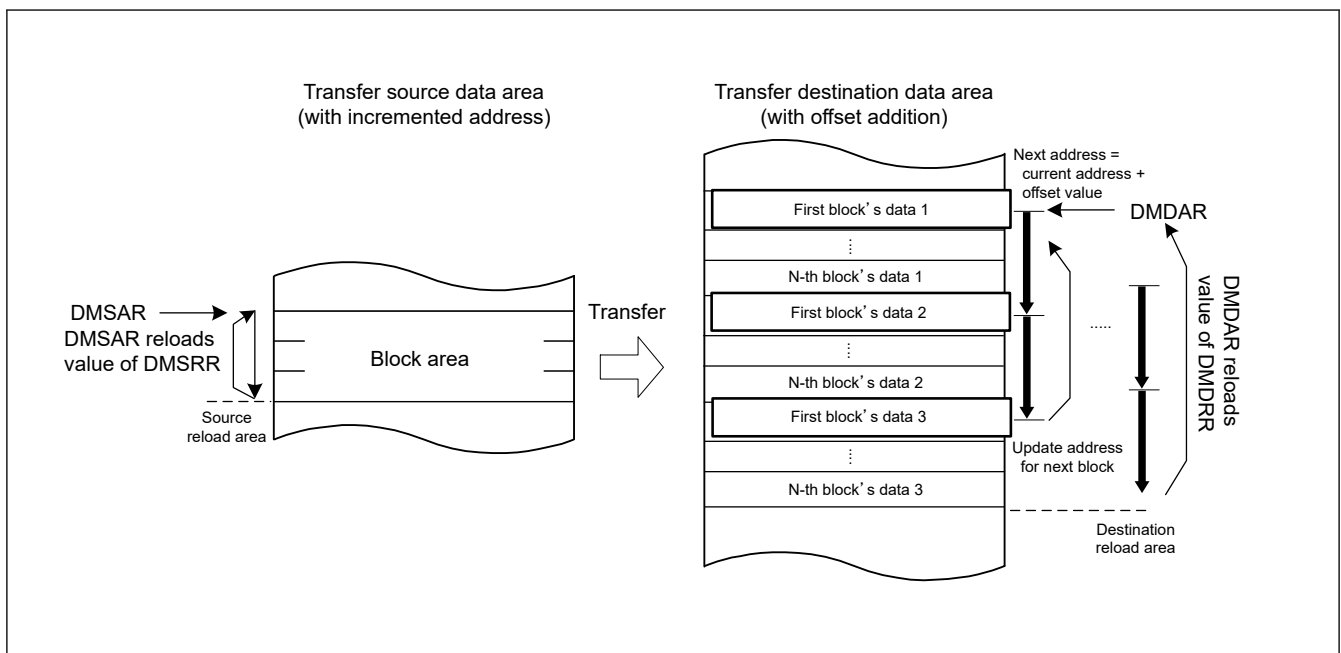 Transfer source data area
(with incremented address)
Transfer destination data area
(with offset addition)
Next address =
current address +
offset value
First block’s data 1
DMDAR
N-th block’s data 1
DMSAR
DMSAR reloads
value of DMSRR
Block area
Transfer
First block’s data 2
.....
DMDAR reloads
value of DMDRR
N-th block’s data 2
Source
reload area
First block’s data 3
Update address
for next block
N-th block’s data 3
Destination
reload area